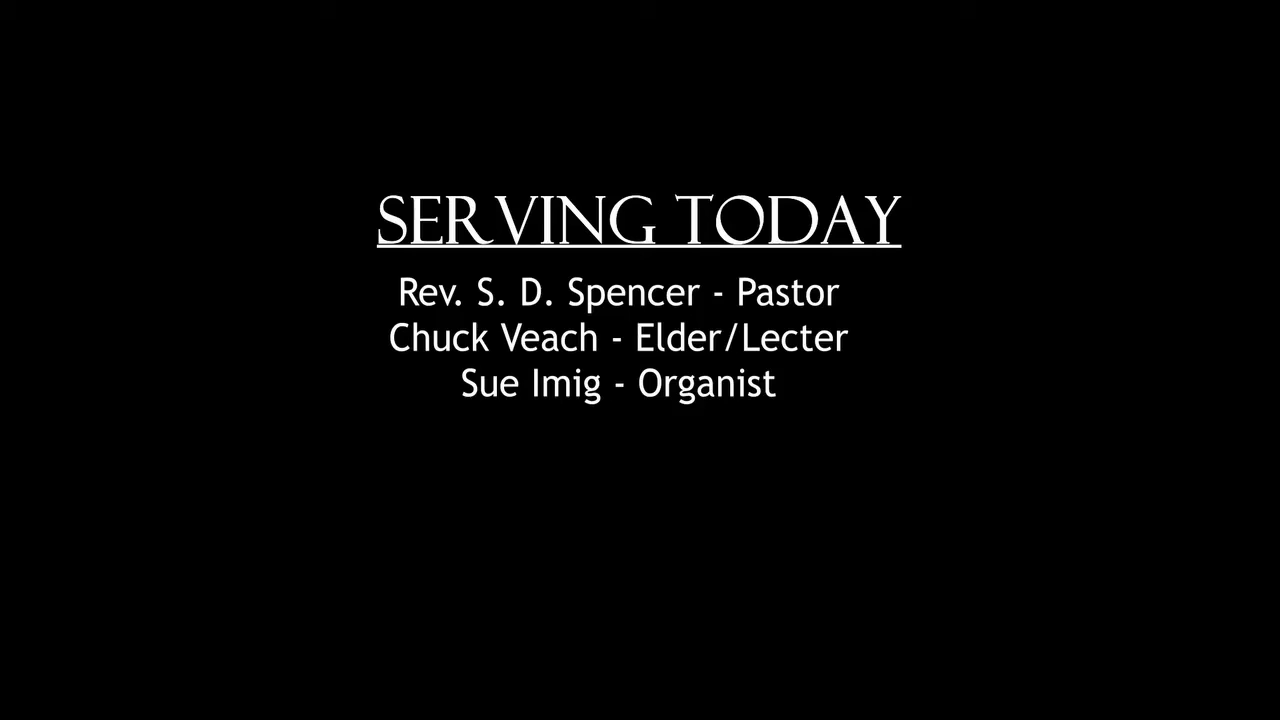 SERVING TODAY
Rev. S. D. Spencer - Pastor
Chuck Veach - Elder/Lecter
Sue Imig - Organist